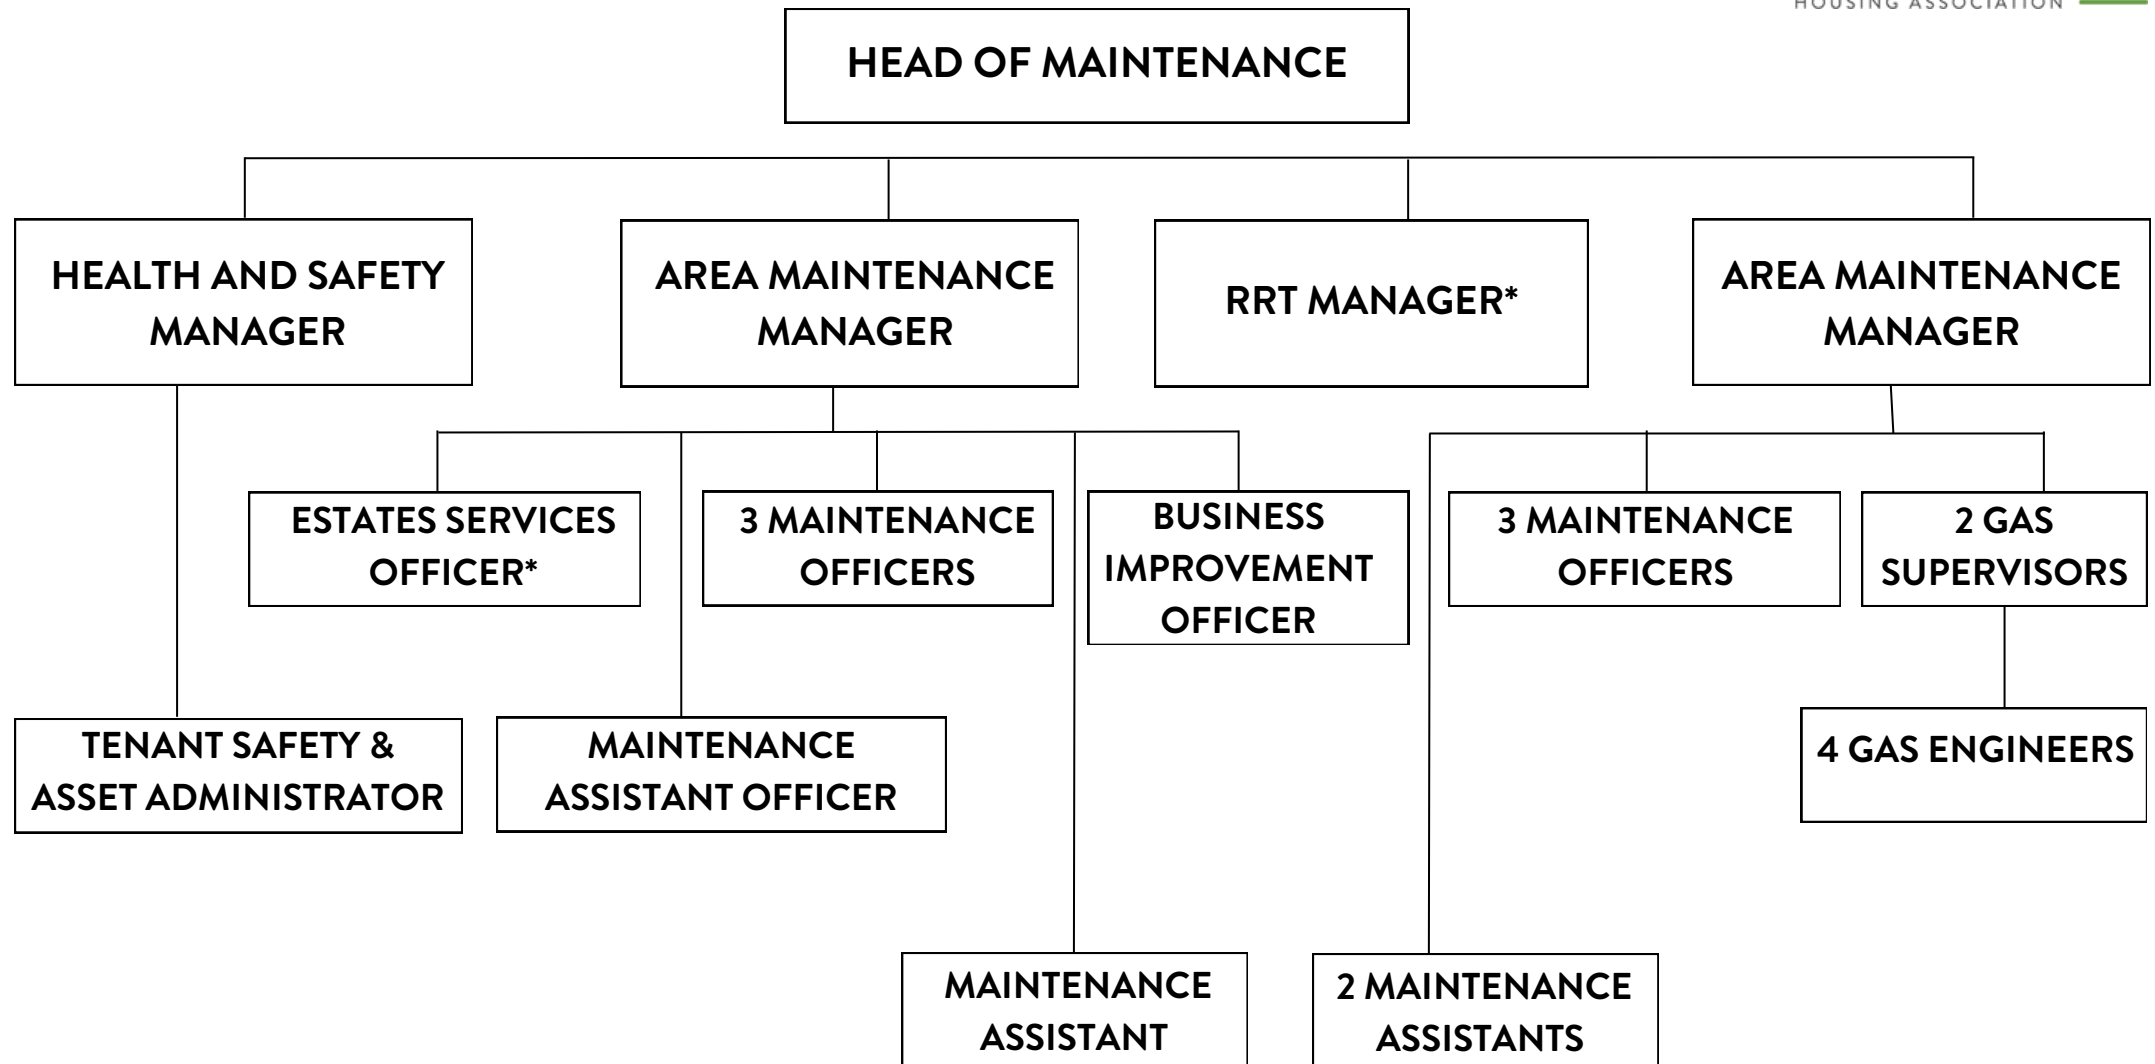 HOUSING ASSOCIATION
HEAD OF MAINTENANCE
HEALTH AND SAFETY
MANAGER
AREA MAINTENANCE
MANAGER
RRT MANAGER*
AREA MAINTENANCE
MANAGER
ESTATES SERVICES
OFFICER*
3 MAINTENANCE
OFFICERS
BUSINESS
IMPROVEMENT
OFFICER
3 MAINTENANCE
OFFICERS
2 GAS
SUPERVISORS
TENANT SAFETY &
ASSET ADMINISTRATOR
MAINTENANCE
ASSISTANT OFFICER
4 GAS ENGINEERS
MAINTENANCE
ASSISTANT
2 MAINTENANCE
ASSISTANTS